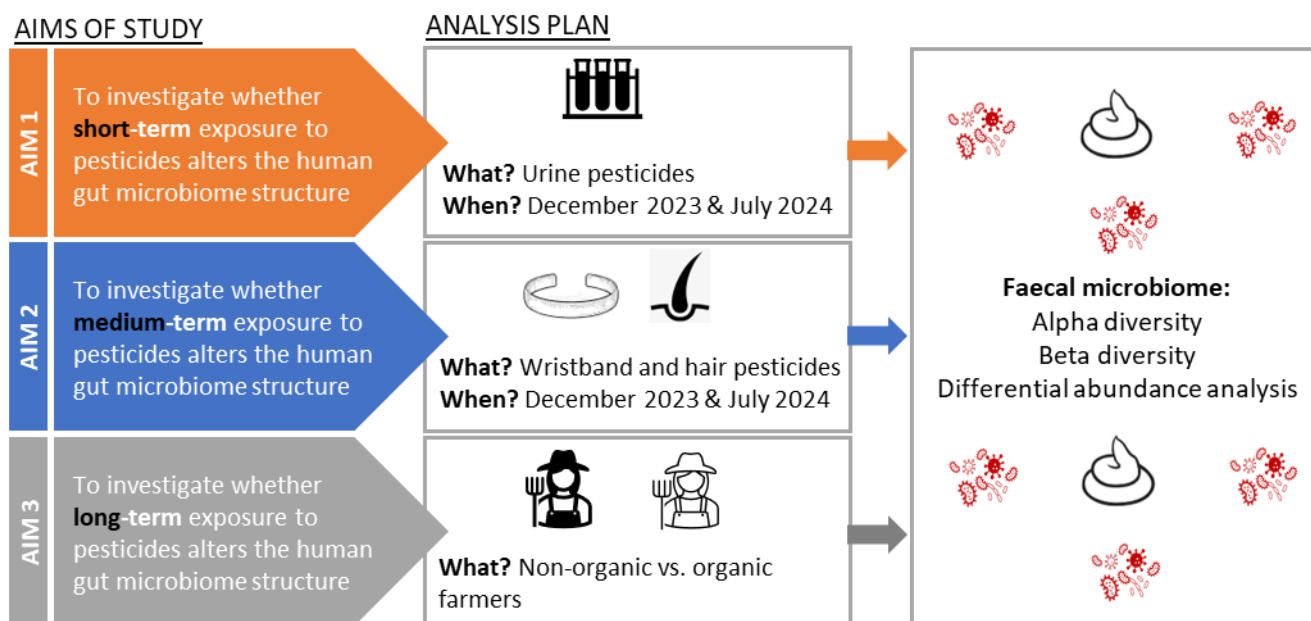 AIMS OF STUDY
ANALYSIS PLAN
AIM 1
To investigate whether
short-term exposure to
pesticides alters the human
gut microbiome structure
What? Urine pesticides
When? December 2023 & July 2024
AIM 2
To investigate whether
medium-term exposure to
pesticides alters the human
gut microbiome structure
What? Wristband and hair pesticides
When? December 2023 & July 2024
AIM 3
To investigate whether
long-term exposure to
pesticides alters the human
gut microbiome structure
What? Non-organic vs. organic
farmers
Faecal microbiome:
Alpha diversity
Beta diversity
Differential abundance analysis